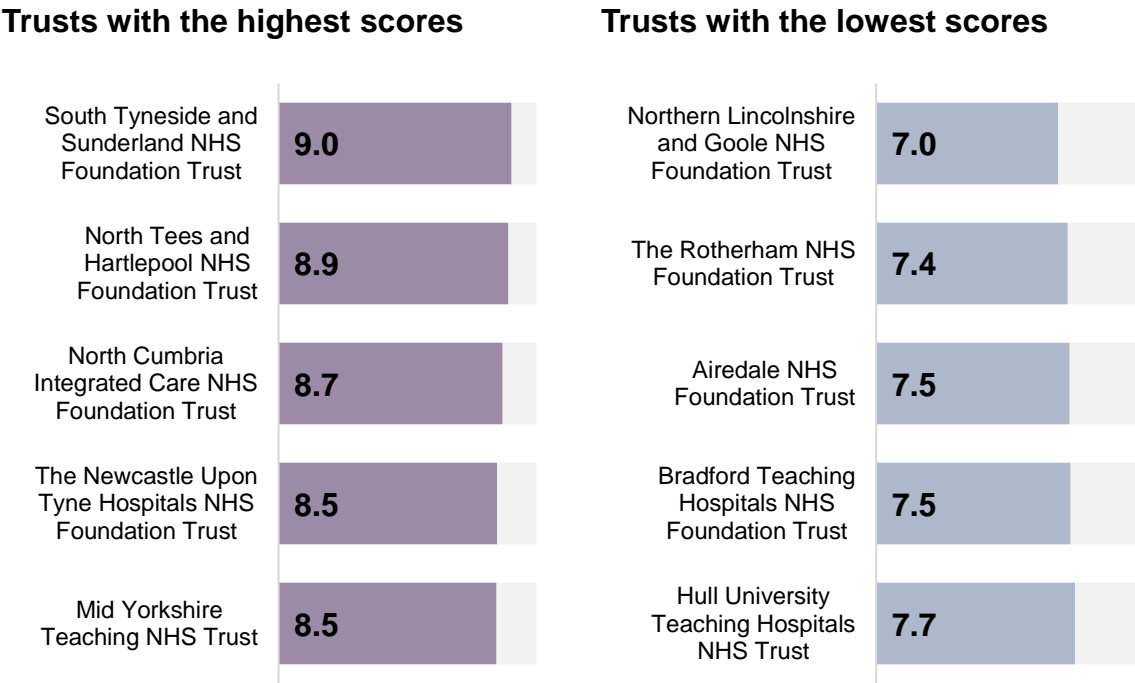 Trusts with the highest scores
South Tyneside and
Sunderland NHS
Foundation Trust
9.0
North Tees and
Hartlepool NHS
Foundation Trust
8.9
North Cumbria
Integrated Care NHS
Foundation Trust
8.7
The Newcastle Upon
Tyne Hospitals NHS
Foundation Trust
8.5
Mid Yorkshire
Teaching NHS Trust
8.5
Trusts with the lowest scores
Northern Lincolnshire
and Goole NHS
Foundation Trust
7.0
The Rotherham NHS
Foundation Trust
7.4
Airedale NHS
Foundation Trust
7.5
Bradford Teaching
Hospitals NHS
Foundation Trust
7.5
Hull University
Teaching Hospitals
NHS Trust
7.7